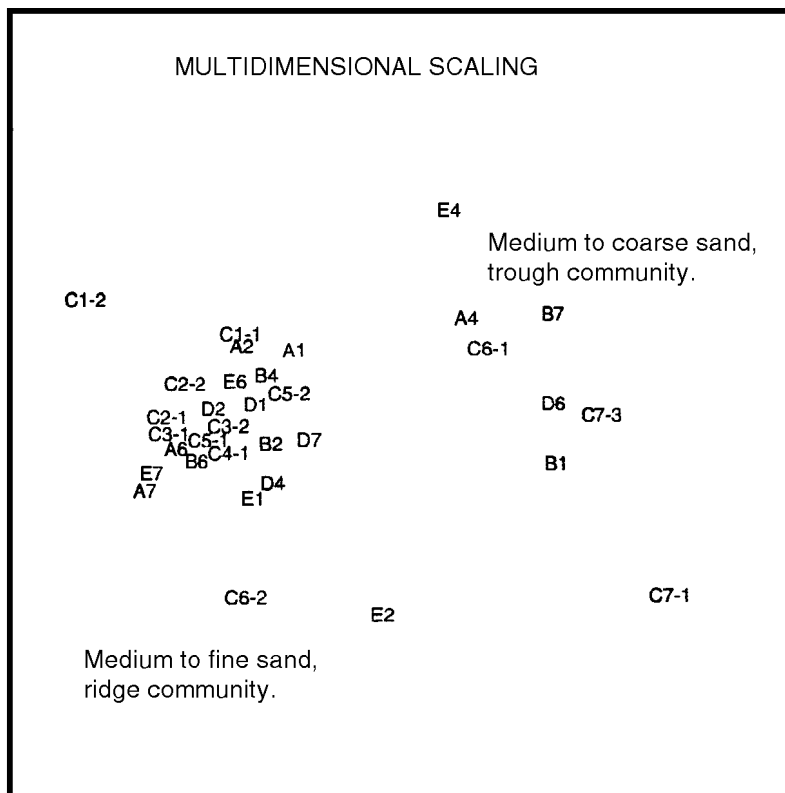 MULTIDIMENSIONAL SCALING
E4
Medium to coarse sand,
trough community.
C1-2
B7
A4
C1-1
A2
A1
C6-1
B4
E6
C2-2
C5-2
D1
D2
D6
C7-3
C2-1
C3-2
C3-1
C5-1
D7
B2
A6
C4-1
B6
B1
E7
D4
A7
E1
C6-2
C7-1
E2
Medium to fine sand,
ridge community.